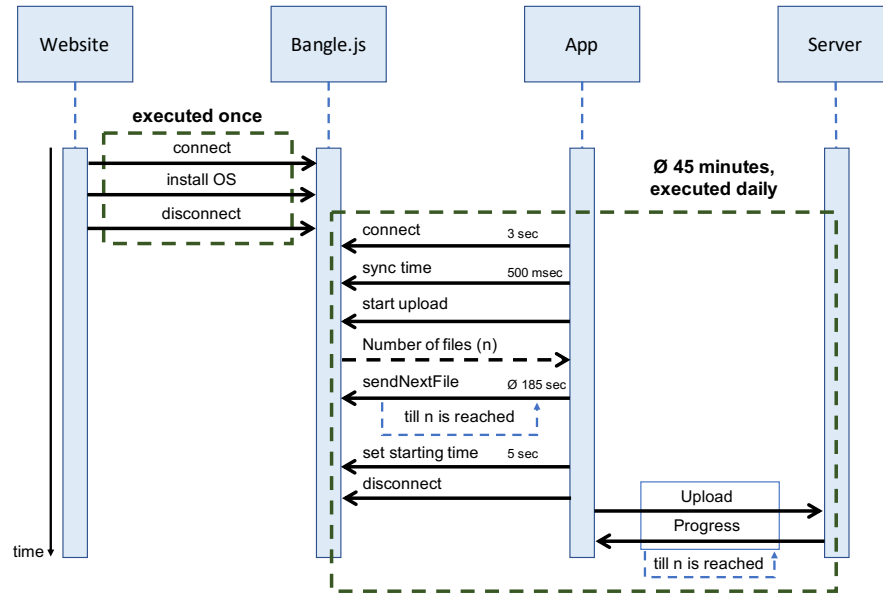 Website
Bangle.js
App
Server
executed once
connect
install OS
disconnect
Ø 45 minutes,
executed daily
connect 3 sec
sync time 500 msec
start upload
Number of files (n)
sendNextFile Ø 185 sec
till n is reached
set starting time 5 sec
disconnect
Upload
Progress
till n is reached
time